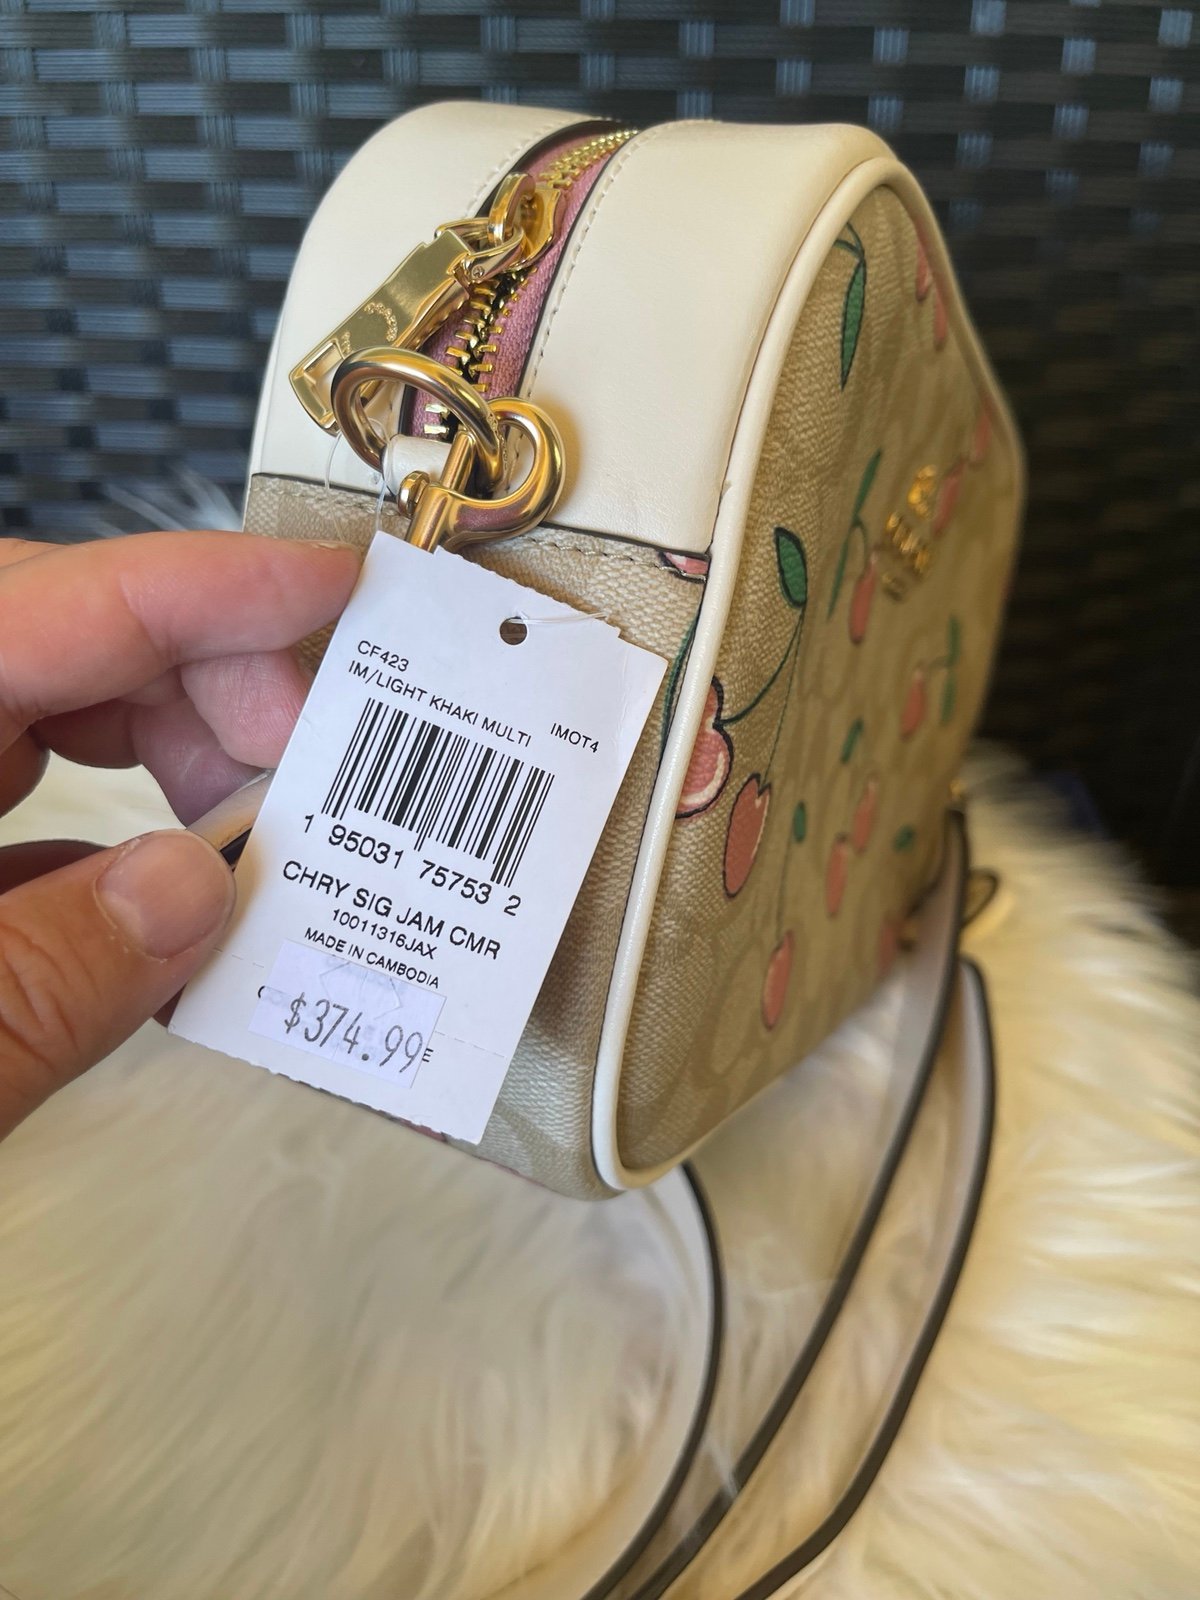 CF423
IM/LIGHT KHAKI MULTI IMOT4
1 95031 75753 2
CHRY SIG JAM CMR
10011316JAX
MADE IN CAMBODIA
$374.99